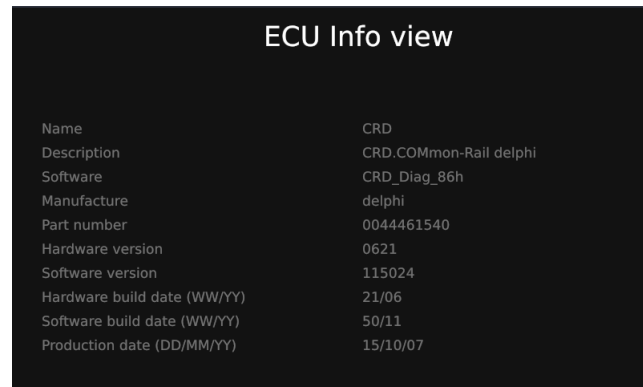 ECU Info view
Name CRD
Description CRD.COMmon-Rail delphi
Software CRD_Diag_86h
Manufacture delphi
Part number 0044461540
Hardware version 0621
Software version 115024
Hardware build date (WW/YY) 21/06
Software build date (WW/YY) 50/11
Production date (DD/MM/YY) 15/10/07